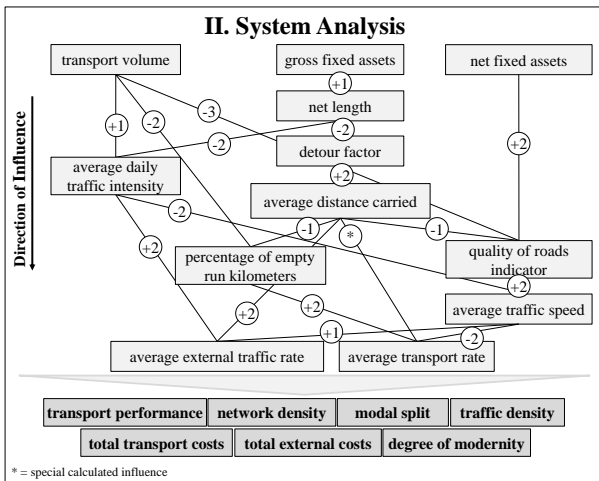 II. System Analysis
transport volume
gross fixed assets
net fixed assets
+1
net length
-3
+1
-2
-2
-2
+2
detour factor
average daily
traffic intensity
+2
-2
average distance carried
Direction of Influence
-1
*
-1
+2
percentage of empty
run kilometers
quality of roads
indicator
+2
+2
+2
average traffic speed
+1
-2
average external traffic rate
average transport rate
transport performance
network density
modal split
traffic density
total transport costs
total external costs
degree of modernity
* = special calculated influence